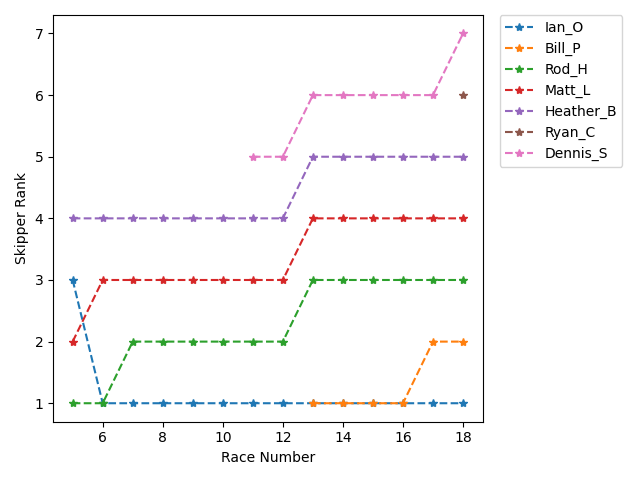 7
6
5
4
3
2
1
Skipper Rank
6 8 10 12 14 16 18
Race Number
Ian_O
Bill_P
Rod_H
Matt_L
Heather_B
Ryan_C
Dennis_S